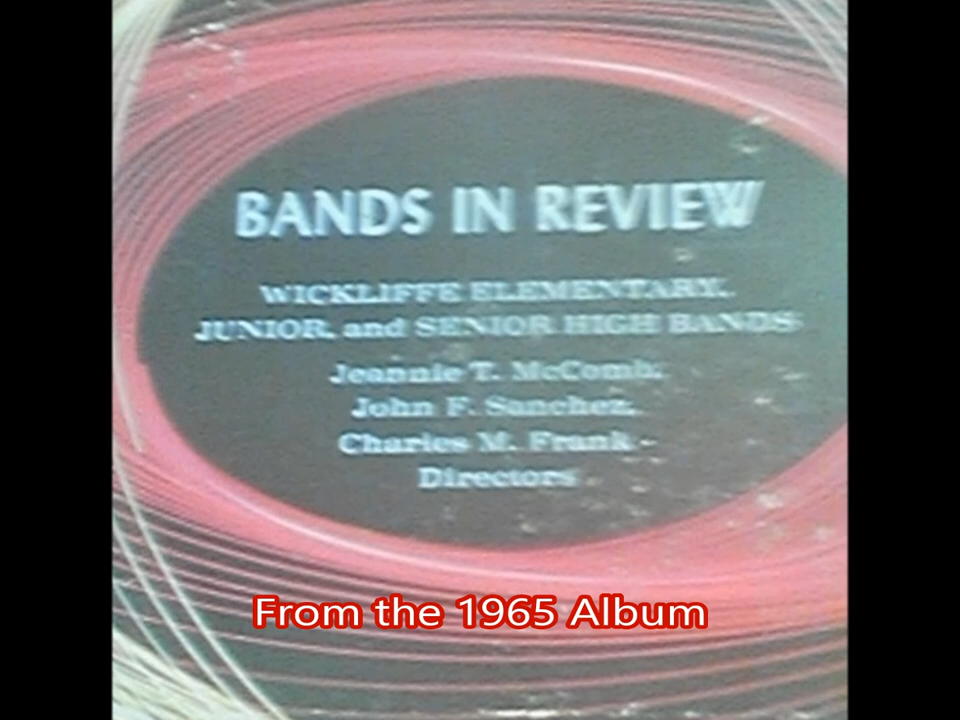 BANDS IN REVIEW
WICKLIFFE ELEMENTARY,
JUNIOR, and SENIOR HIGH BANDS
Jeannie T. McComb,
John F. Sanchez,
Charles M. Frank -
Directors
From the 1965 Album